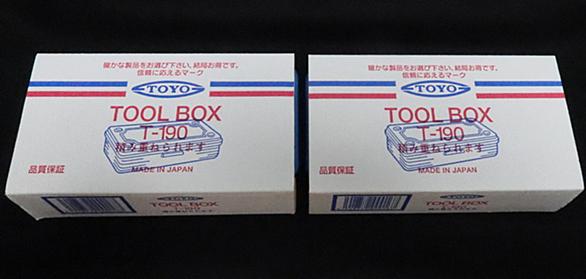 確かな製品をお選び下さい、結局お得です。
信頼に応えるマーク
TOYO
TOOL BOX
T-190
積み重ねられます
品質保証
MADE IN JAPAN
TOOL BOX
T-190
確かな製品をお選び下さい、結局お得です。
信頼に応えるマーク
TOYO
TOOL BOX
T-190
積み重ねられます
品質保証
MADE IN JAPAN
TOOL BOX
T-190